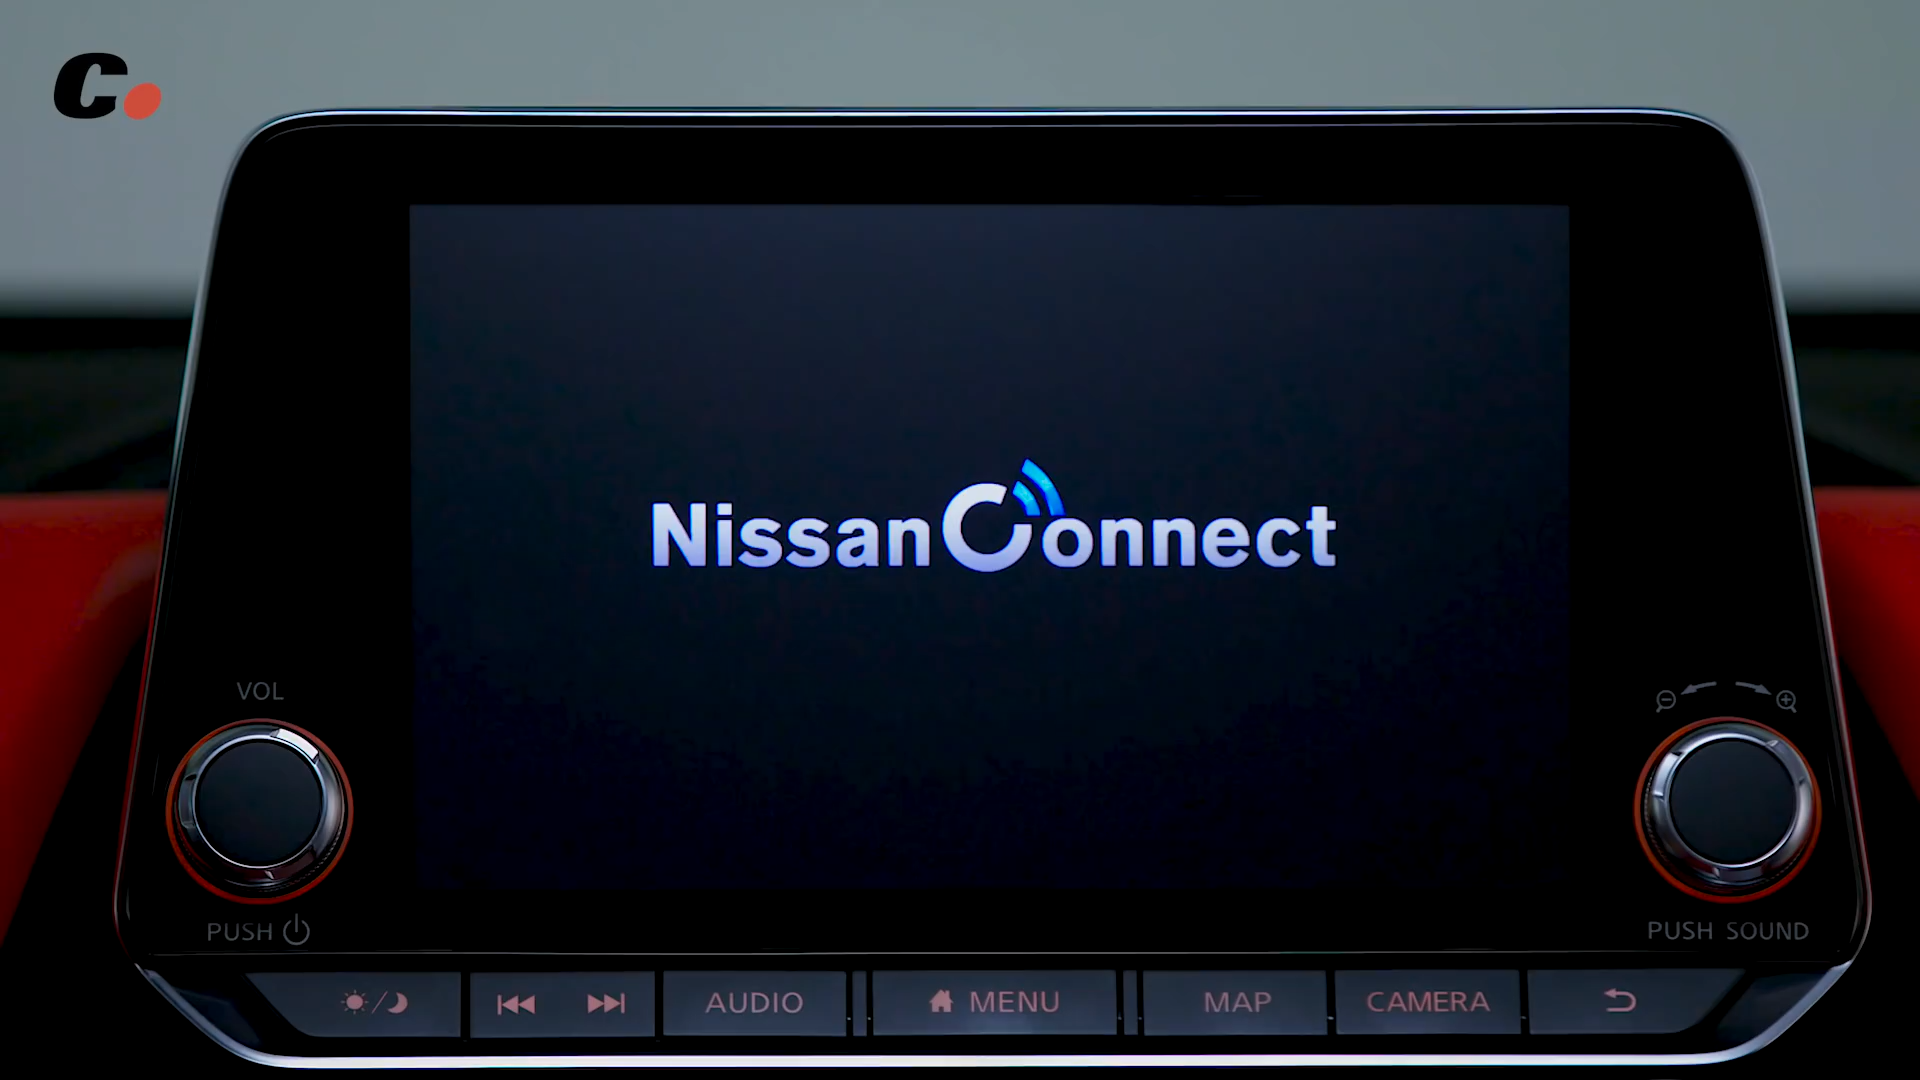 C.
NissanConnect
VOL
PUSH
PUSH SOUND
AUDIO
MENU
MAP
CAMERA